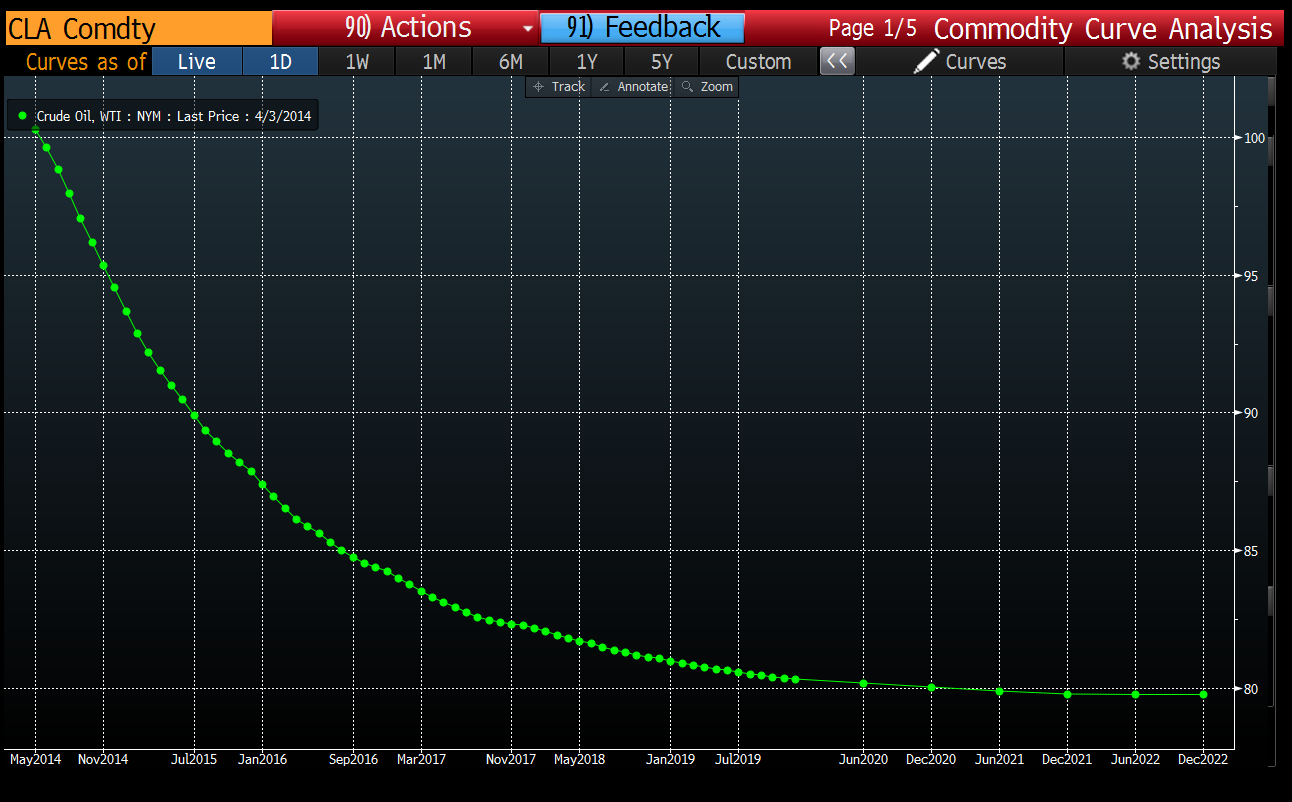 CLA Comdty 90) Actions 91) Feedback Page 1/5 Commodity Curve Analysis
Curves as of Live 1D 1W 1M 6M 1Y 5Y Custom << Curves Settings
Track Annotate Zoom
Crude Oil, WTI : NYM : Last Price : 4/3/2014
100
95
90
85
80
May2014 Nov2014 Jul2015 Jan2016 Sep2016 Mar2017 Nov2017 May2018 Jan2019 Jul2019 Jun2020 Dec2020 Jun2021 Dec2021 Jun2022 Dec2022